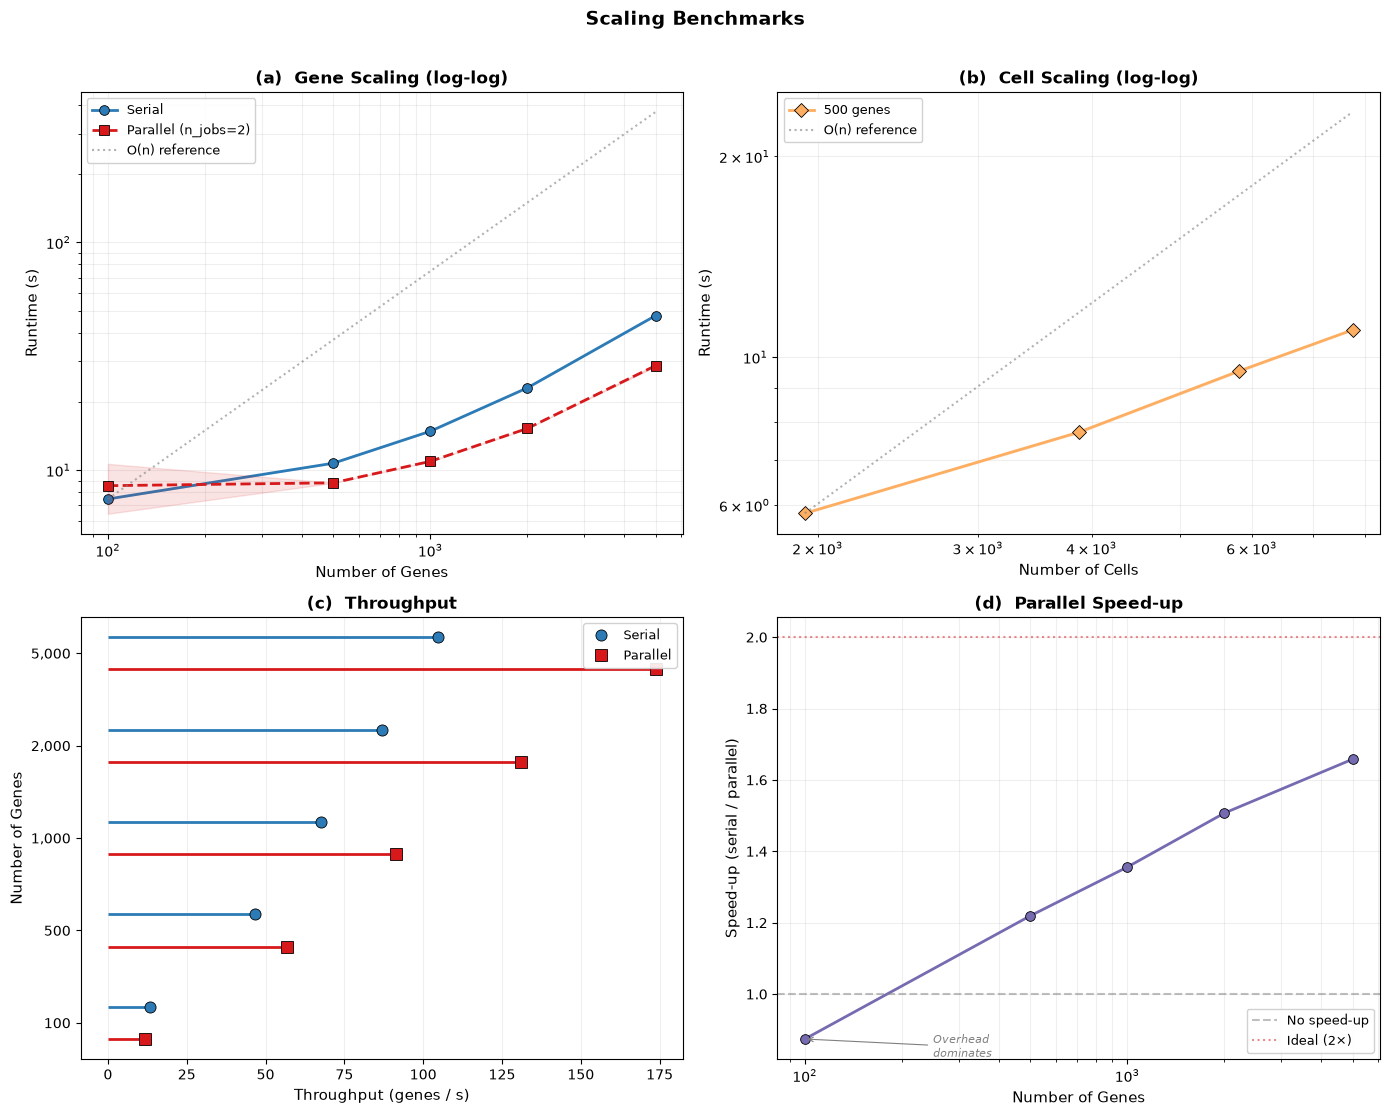 Scaling Benchmarks
(a)  Gene Scaling (log-log)
Serial
Parallel (n_jobs=2)
O(n) reference
10²
10¹
Runtime (s)
10²
10³
Number of Genes
(b)  Cell Scaling (log-log)
500 genes
O(n) reference
2 × 10¹
10¹
6 × 10⁰
Runtime (s)
2 × 10³
3 × 10³
4 × 10³
6 × 10³
Number of Cells
(c)  Throughput
Serial
Parallel
5,000
2,000
1,000
500
100
Number of Genes
0
25
50
75
100
125
150
175
Throughput (genes / s)
(d)  Parallel Speed-up
2.0
1.8
1.6
1.4
1.2
1.0
Speed-up (serial / parallel)
Overhead
dominates
No speed-up
Ideal (2×)
10²
10³
Number of Genes